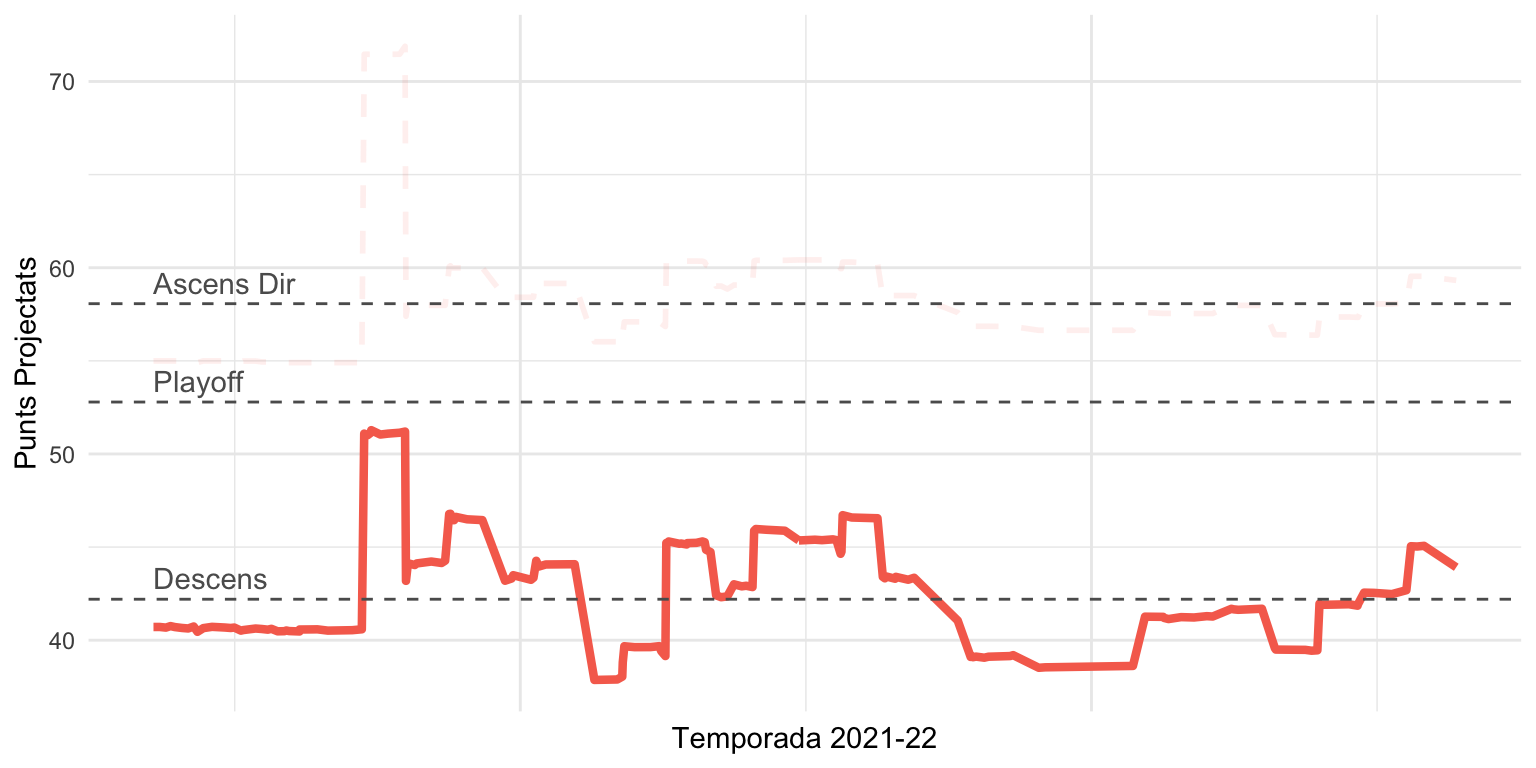 70
60
50
40
Punts Projectats
Ascens Dir
Playoff
Descens
Temporada 2021-22